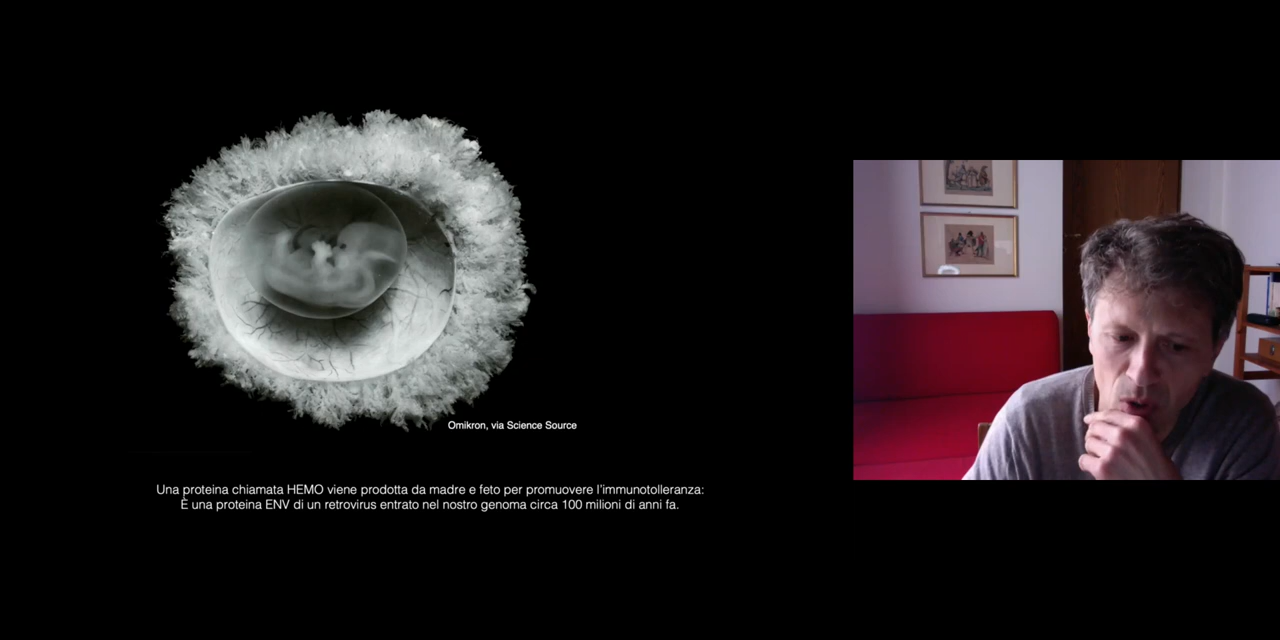 Omikron, via Science Source
Una proteina chiamata HEMO viene prodotta da madre e feto per promuovere l’immunotolleranza:
È una proteina ENV di un retrovirus entrato nel nostro genoma circa 100 milioni di anni fa.